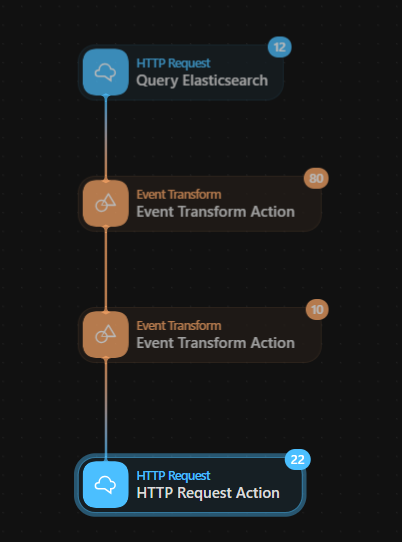 12
HTTP Request
Query Elasticsearch
80
Event Transform
Event Transform Action
10
Event Transform
Event Transform Action
22
HTTP Request
HTTP Request Action